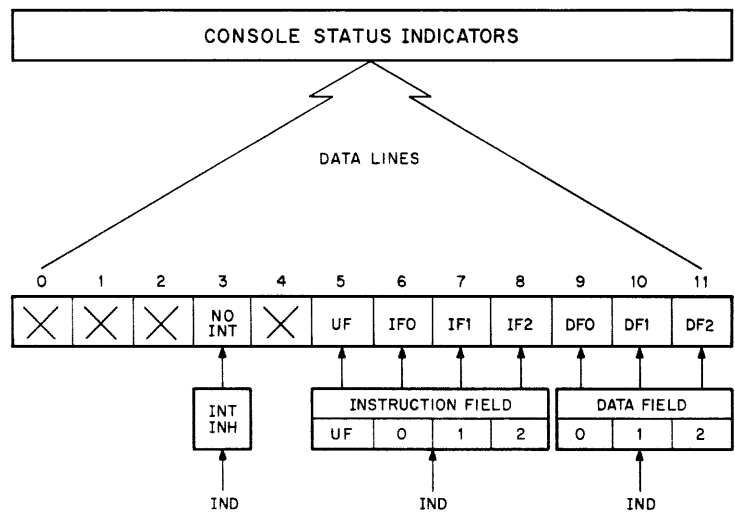 CONSOLE STATUS INDICATORS
DATA LINES
0 1 2 3 4 5 6 7 8 9 10 11
NO INT UF IF0 IF1 IF2 DF0 DF1 DF2
INT INH
INSTRUCTION FIELD
UF 0 1 2
DATA FIELD
0 1 2
IND IND IND